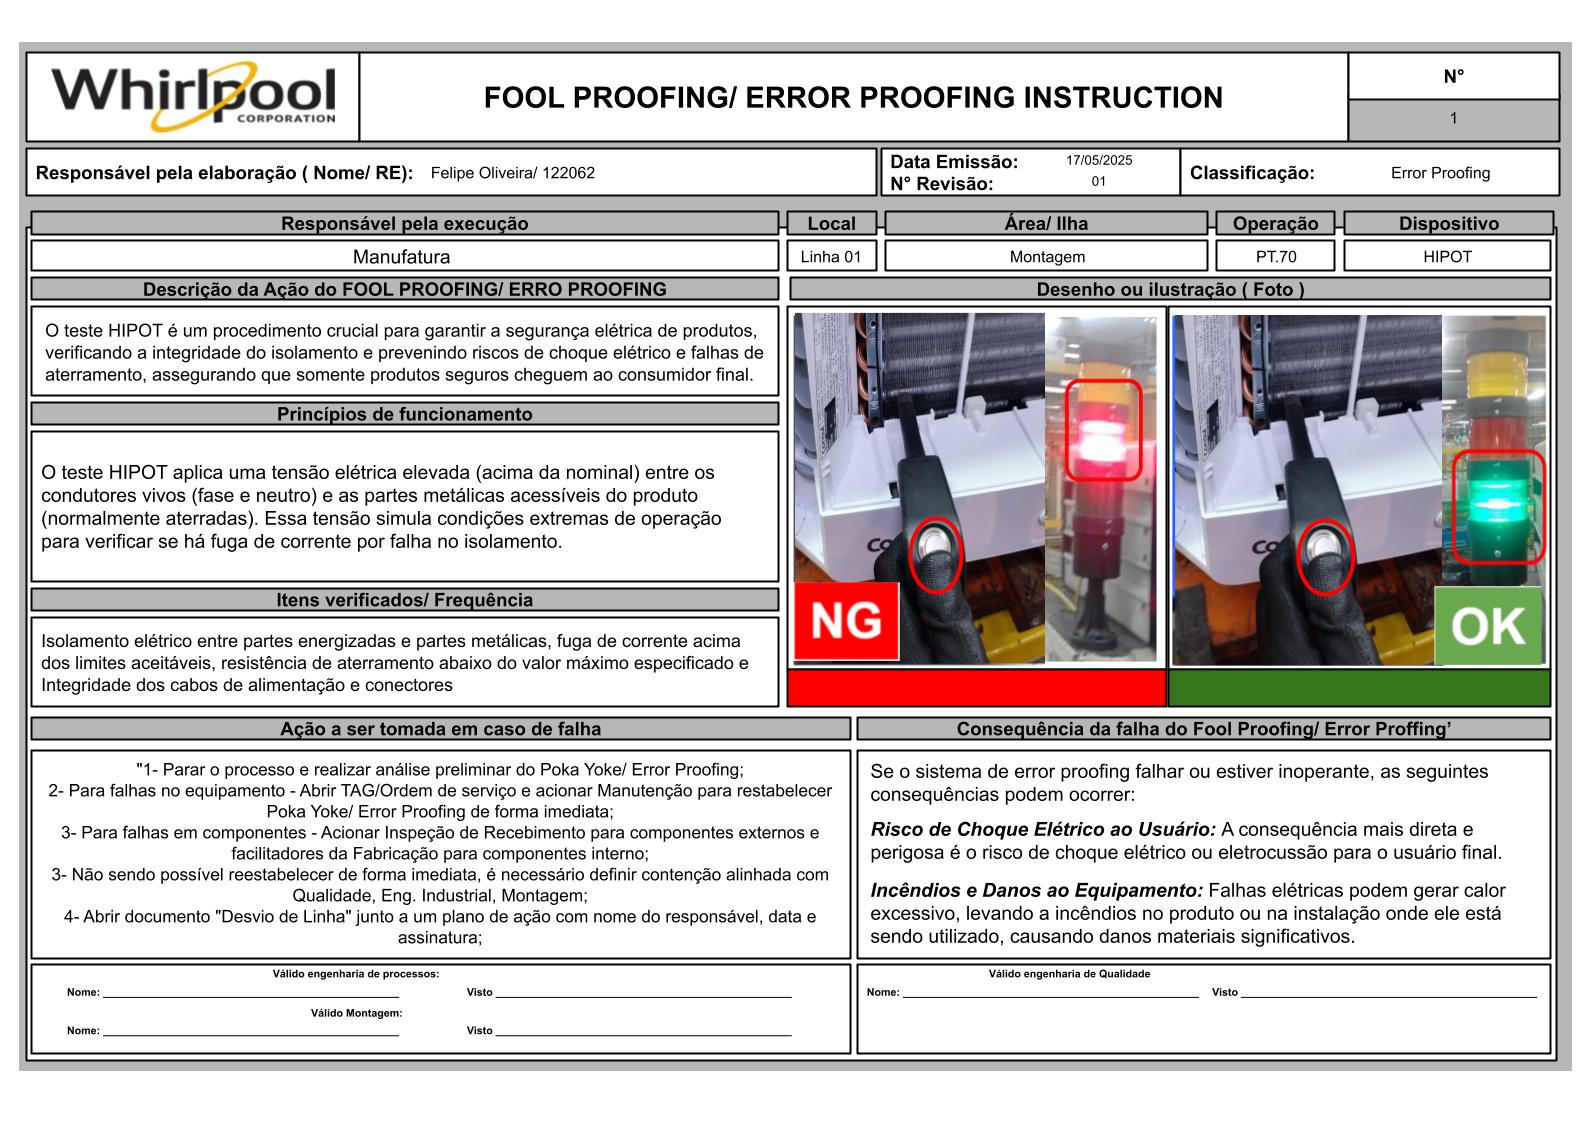 Whirlpool
CORPORATION
FOOL PROOFING/ ERROR PROOFING INSTRUCTION
N°
1
Responsável pela elaboração ( Nome/ RE): Felipe Oliveira/ 122062
Data Emissão: 17/05/2025
N° Revisão: 01
Classificação: Error Proofing
Responsável pela execução
Local
Área/ Ilha
Operação
Dispositivo
Manufatura
Linha 01
Montagem
PT.70
HIPOT
Descrição da Ação do FOOL PROOFING/ ERRO PROOFING
Desenho ou ilustração ( Foto )
O teste HIPOT é um procedimento crucial para garantir a segurança elétrica de produtos,
verificando a integridade do isolamento e prevenindo riscos de choque elétrico e falhas de
aterramento, assegurando que somente produtos seguros cheguem ao consumidor final.
Princípios de funcionamento
O teste HIPOT aplica uma tensão elétrica elevada (acima da nominal) entre os
condutores vivos (fase e neutro) e as partes metálicas acessíveis do produto
(normalmente aterradas). Essa tensão simula condições extremas de operação
para verificar se há fuga de corrente por falha no isolamento.
Itens verificados/ Frequência
Isolamento elétrico entre partes energizadas e partes metálicas, fuga de corrente acima
dos limites aceitáveis, resistência de aterramento abaixo do valor máximo especificado e
Integridade dos cabos de alimentação e conectores
NG
OK
Ação a ser tomada em caso de falha
"1- Parar o processo e realizar análise preliminar do Poka Yoke/ Error Proofing;
2- Para falhas no equipamento - Abrir TAG/Ordem de serviço e acionar Manutenção para restabelecer
Poka Yoke/ Error Proofing de forma imediata;
3- Para falhas em componentes - Acionar Inspeção de Recebimento para componentes externos e
facilitadores da Fabricação para componentes interno;
3- Não sendo possível reestabelecer de forma imediata, é necessário definir contenção alinhada com
Qualidade, Eng. Industrial, Montagem;
4- Abrir documento "Desvio de Linha" junto a um plano de ação com nome do responsável, data e
assinatura;
Consequência da falha do Fool Proofing/ Error Proffing’
Se o sistema de error proofing falhar ou estiver inoperante, as seguintes
consequências podem ocorrer:
Risco de Choque Elétrico ao Usuário: A consequência mais direta e
perigosa é o risco de choque elétrico ou eletrocussão para o usuário final.
Incêndios e Danos ao Equipamento: Falhas elétricas podem gerar calor
excessivo, levando a incêndios no produto ou na instalação onde ele está
sendo utilizado, causando danos materiais significativos.
Válido engenharia de processos:
Nome: Visto
Válido Montagem:
Nome: Visto
Válido engenharia de Qualidade
Nome: Visto